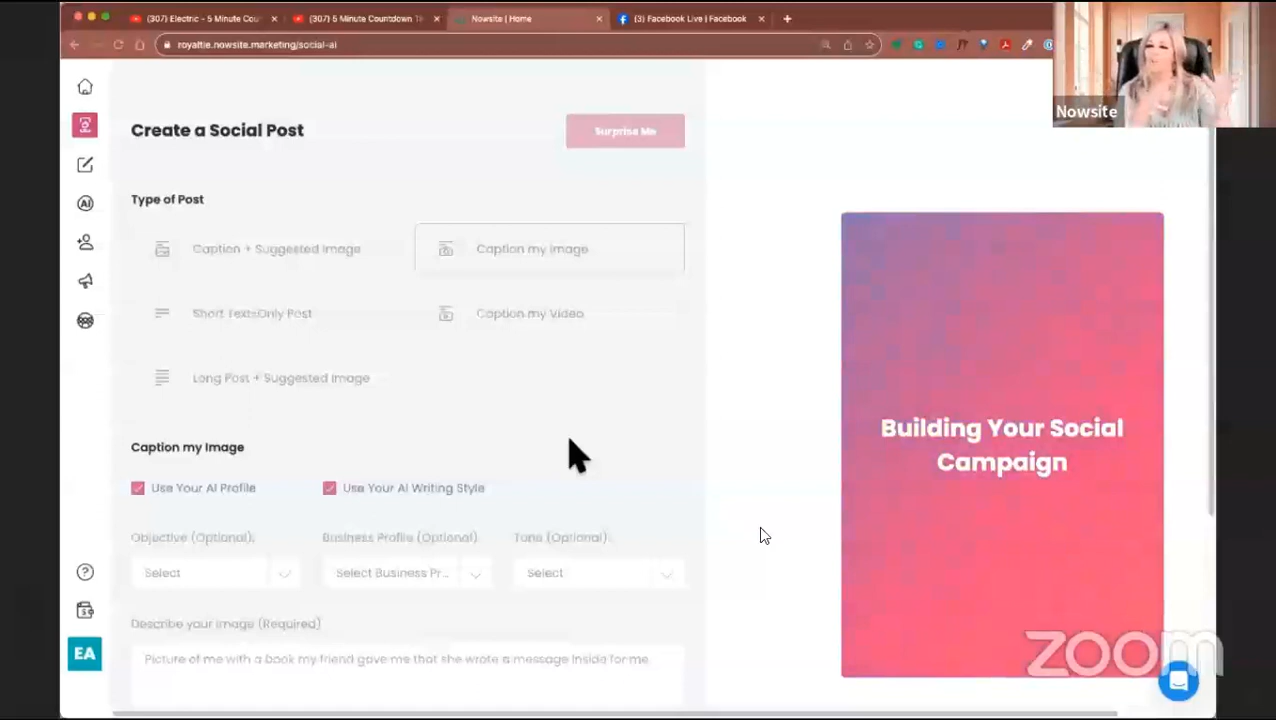 (307) Electric - 5 Minute Cou
(307) 5 Minute Countdown Ti
Nowsite | Home
(3) Facebook Live | Facebook
royaltie.nowsite.marketing/social-ai
Nowsite
Create a Social Post
Surprise Me
Type of Post
Caption + Suggested Image
Caption my Image
Short Text-Only Post
Caption my Video
Long Post + Suggested Image
Building Your Social
Campaign
Caption my Image
Use Your AI Profile
Use Your AI Writing Style
Objective (Optional):
Business Profile (Optional)
Tone (Optional):
Select
Select Business Pr...
Select
Describe your image (Required)
Picture of me with a book my friend gave me that she wrote a message inside for me.
AI
EA
zoom